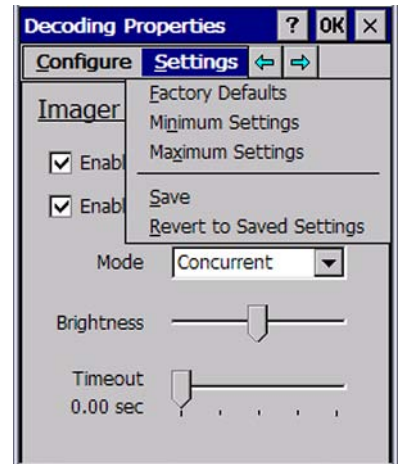 Decoding Properties ? OK ×
Configure Settings
Imager
Factory Defaults
Minimum Settings
Maximum Settings
Enabl
Enabl
Save
Revert to Saved Settings
Mode Concurrent
Brightness
Timeout
0.00 sec